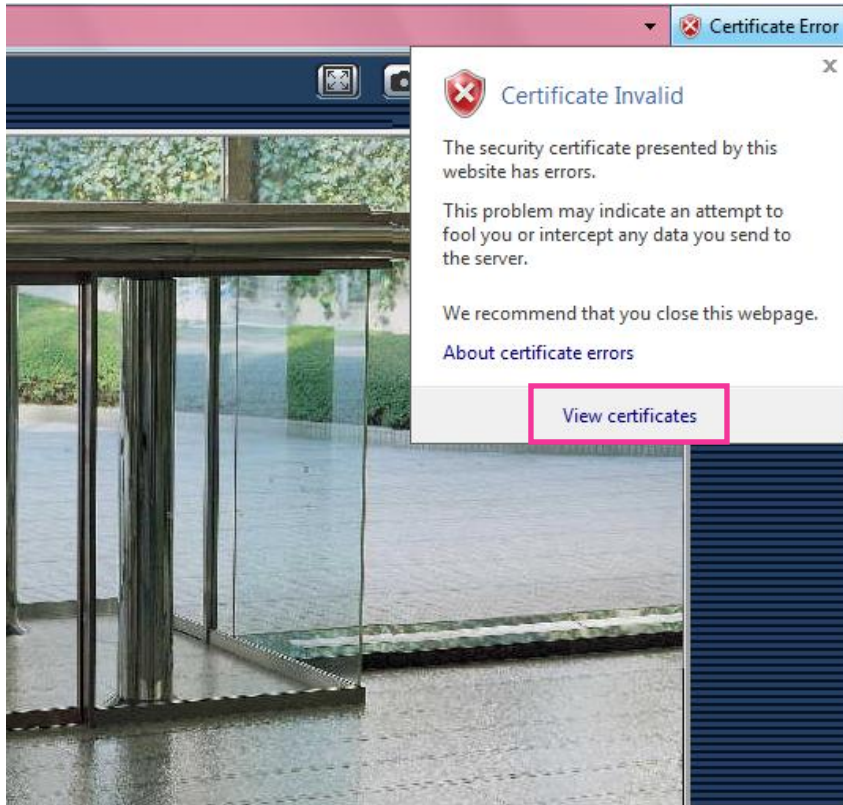 Certificate Error
x
Certificate Invalid
The security certificate presented by this
website has errors.
This problem may indicate an attempt to
fool you or intercept any data you send to
the server.
We recommend that you close this webpage.
About certificate errors
View certificates